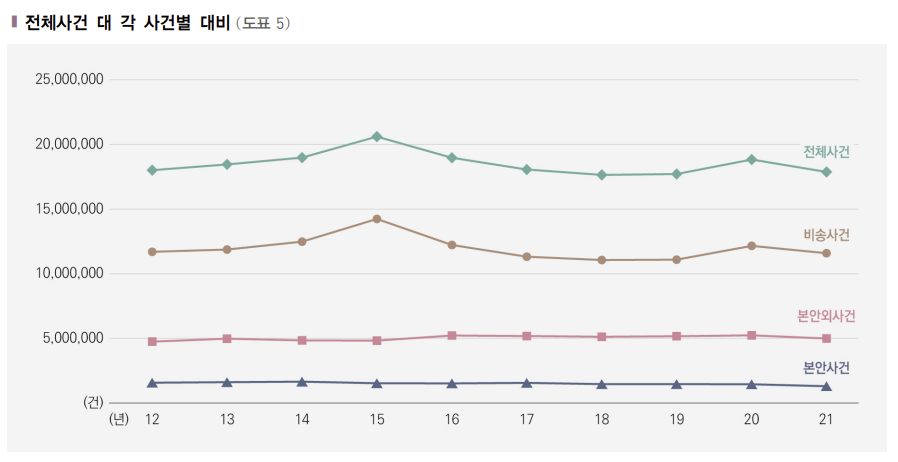 전체사건 대 각 사건별 대비 (도표 5)
25,000,000
20,000,000
전체사건
15,000,000
비송사건
10,000,000
본안외사건
5,000,000
본안사건
(건)
(년) 12 13 14 15 16 17 18 19 20 21